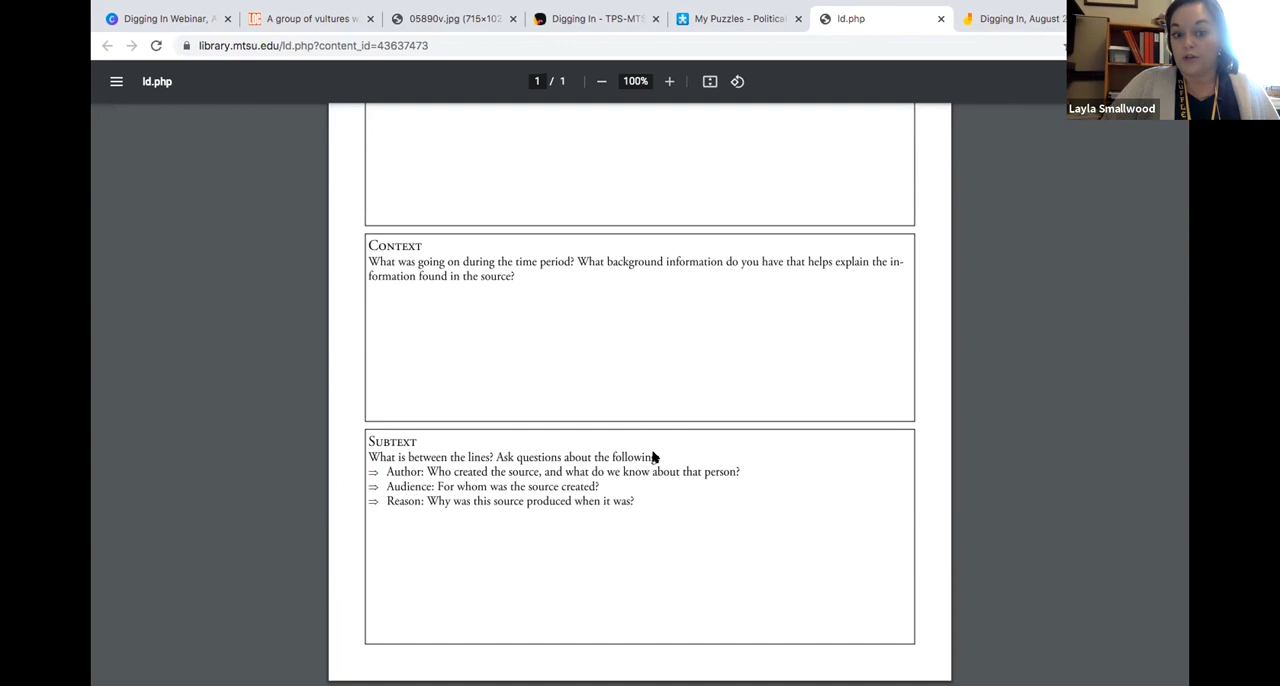 Digging In Webinar, A
A group of vultures w
05890v.jpg (715×102
Digging In - TPS-MTS
My Puzzles - Political
ld.php
Digging In, August 2
library.mtsu.edu/ld.php?content_id=43637473
ld.php
1 / 1
100%
Layla Smallwood
CONTEXT
What was going on during the time period? What background information do you have that helps explain the in-
formation found in the source?
SUBTEXT
What is between the lines? Ask questions about the following
⇒ Author: Who created the source, and what do we know about that person?
⇒ Audience: For whom was the source created?
⇒ Reason: Why was this source produced when it was?